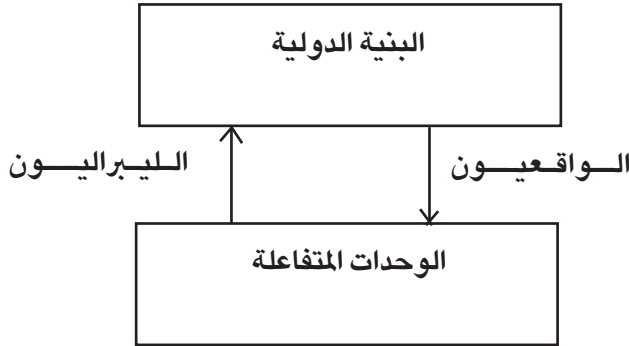 البنية الدولية
الواقعيون
الليبراليون
الوحدات المتفاعلة